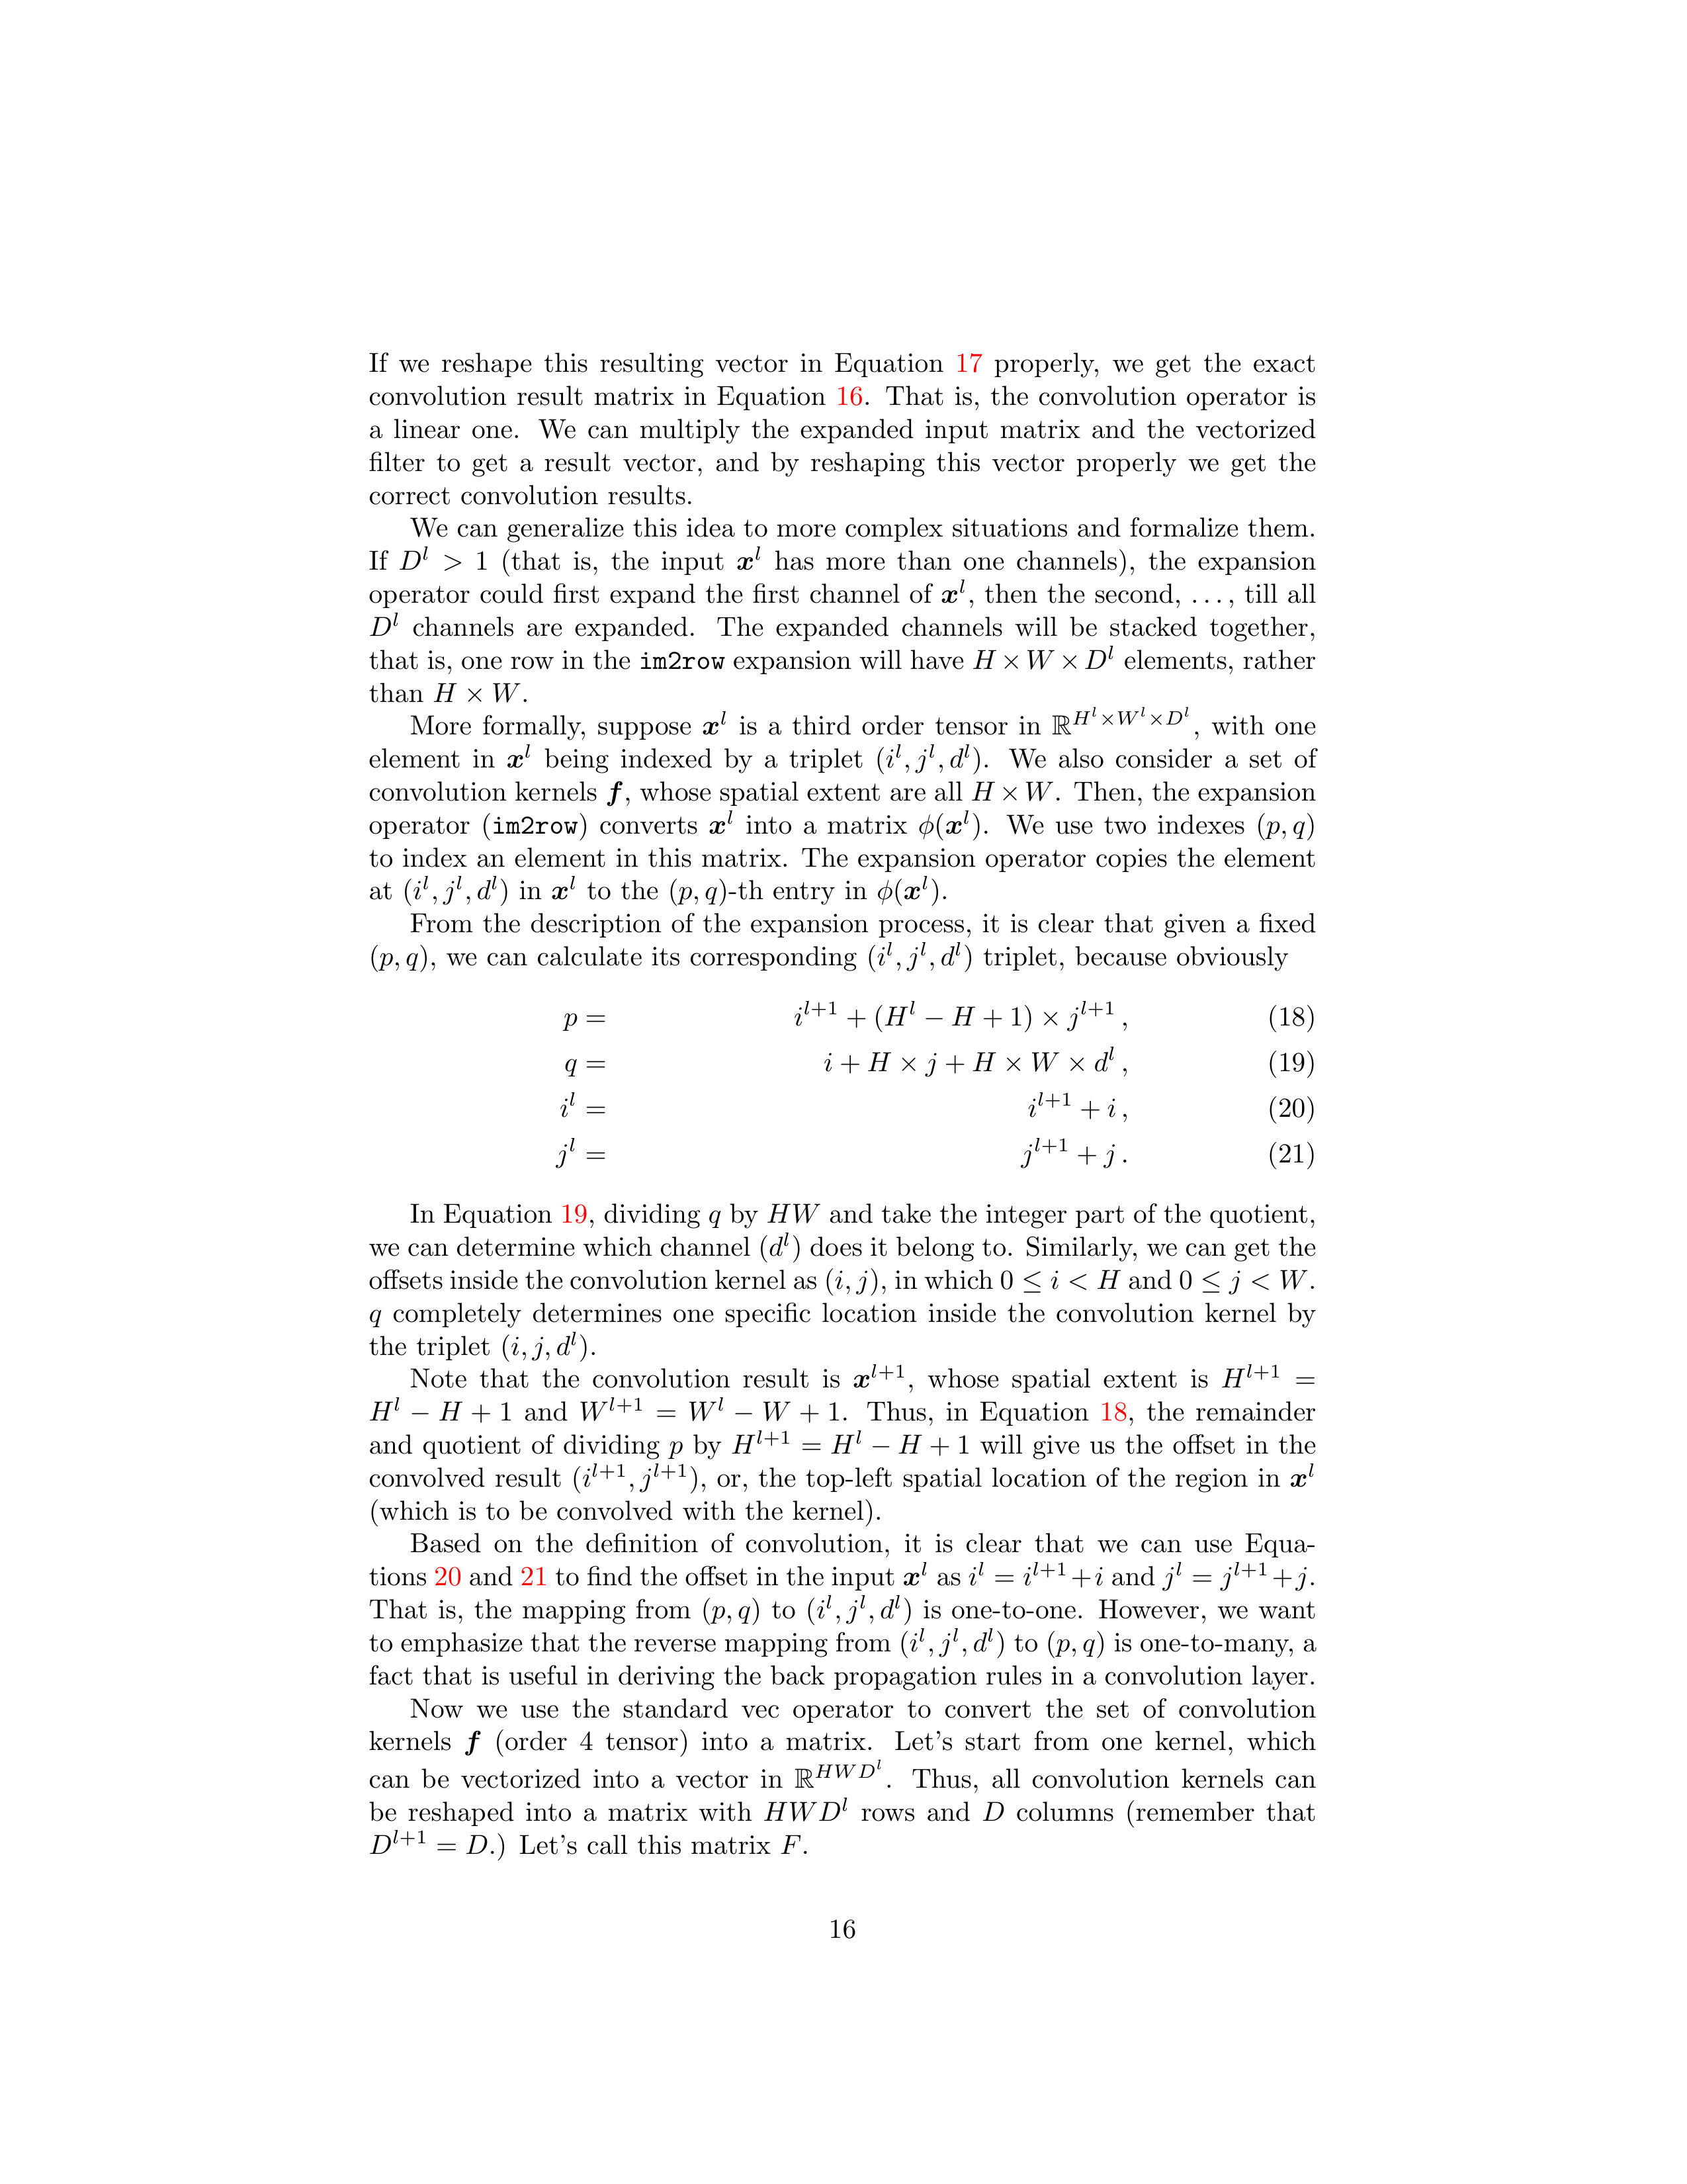 If we reshape this resulting vector in Equation 17 properly, we get the exact
convolution result matrix in Equation 16. That is, the convolution operator is
a linear one. We can multiply the expanded input matrix and the vectorized
filter to get a result vector, and by reshaping this vector properly we get the
correct convolution results.
We can generalize this idea to more complex situations and formalize them.
If $D^l > 1$ (that is, the input $\boldsymbol{x}^l$ has more than one channels), the expansion
operator could first expand the first channel of $\boldsymbol{x}^l$, then the second, . . . , till all
$D^l$ channels are expanded. The expanded channels will be stacked together,
that is, one row in the im2row expansion will have $H \times W \times D^l$ elements, rather
than $H \times W$.
More formally, suppose $\boldsymbol{x}^l$ is a third order tensor in $\mathbb{R}^{H^l \times W^l \times D^l}$, with one
element in $\boldsymbol{x}^l$ being indexed by a triplet $(i^l, j^l, d^l)$. We also consider a set of
convolution kernels $\boldsymbol{f}$, whose spatial extent are all $H \times W$. Then, the expansion
operator (im2row) converts $\boldsymbol{x}^l$ into a matrix $\phi(\boldsymbol{x}^l)$. We use two indexes $(p, q)$
to index an element in this matrix. The expansion operator copies the element
at $(i^l, j^l, d^l)$ in $\boldsymbol{x}^l$ to the $(p, q)$-th entry in $\phi(\boldsymbol{x}^l)$.
From the description of the expansion process, it is clear that given a fixed
$(p, q)$, we can calculate its corresponding $(i^l, j^l, d^l)$ triplet, because obviously
$p = i^{l+1} + (H^l - H + 1) \times j^{l+1}$ , (18)
$q = i + H \times j + H \times W \times d^l$ , (19)
$i^l = i^{l+1} + i$ , (20)
$j^l = j^{l+1} + j$ . (21)
In Equation 19, dividing $q$ by $HW$ and take the integer part of the quotient,
we can determine which channel ($d^l$) does it belong to. Similarly, we can get the
offsets inside the convolution kernel as $(i, j)$, in which $0 \leq i < H$ and $0 \leq j < W$.
$q$ completely determines one specific location inside the convolution kernel by
the triplet $(i, j, d^l)$.
Note that the convolution result is $\boldsymbol{x}^{l+1}$, whose spatial extent is $H^{l+1} =$
$H^l - H + 1$ and $W^{l+1} = W^l - W + 1$. Thus, in Equation 18, the remainder
and quotient of dividing $p$ by $H^{l+1} = H^l - H + 1$ will give us the offset in the
convolved result $(i^{l+1}, j^{l+1})$, or, the top-left spatial location of the region in $\boldsymbol{x}^l$
(which is to be convolved with the kernel).
Based on the definition of convolution, it is clear that we can use Equa-
tions 20 and 21 to find the offset in the input $\boldsymbol{x}^l$ as $i^l = i^{l+1} + i$ and $j^l = j^{l+1} + j$.
That is, the mapping from $(p, q)$ to $(i^l, j^l, d^l)$ is one-to-one. However, we want
to emphasize that the reverse mapping from $(i^l, j^l, d^l)$ to $(p, q)$ is one-to-many, a
fact that is useful in deriving the back propagation rules in a convolution layer.
Now we use the standard vec operator to convert the set of convolution
kernels $\boldsymbol{f}$ (order 4 tensor) into a matrix. Let's start from one kernel, which
can be vectorized into a vector in $\mathbb{R}^{HWD^l}$. Thus, all convolution kernels can
be reshaped into a matrix with $HWD^l$ rows and $D$ columns (remember that
$D^{l+1} = D$.) Let's call this matrix $F$.
16